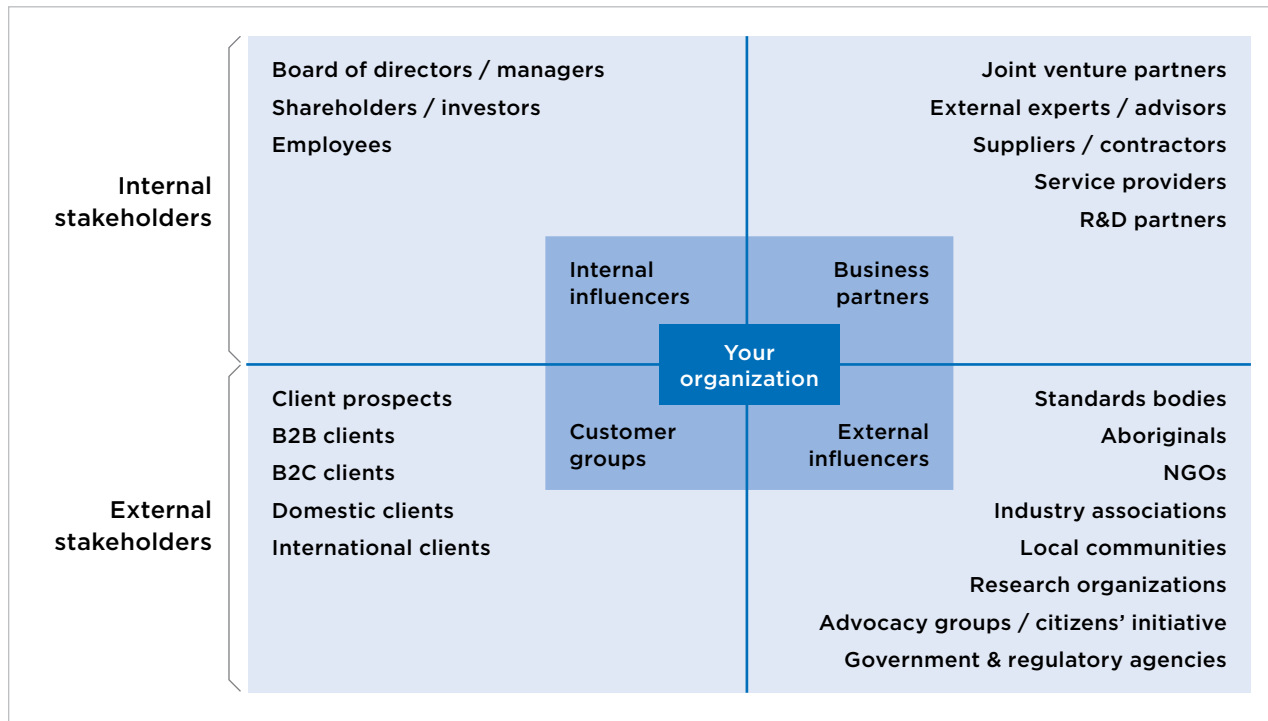 Internal
stakeholders
Board of directors / managers
Shareholders / investors
Employees
Joint venture partners
External experts / advisors
Suppliers / contractors
Service providers
R&D partners
Internal
influencers
Business
partners
Your
organization
External
stakeholders
Client prospects
B2B clients
B2C clients
Domestic clients
International clients
Customer
groups
External
influencers
Standards bodies
Aboriginals
NGOs
Industry associations
Local communities
Research organizations
Advocacy groups / citizens’ initiative
Government & regulatory agencies